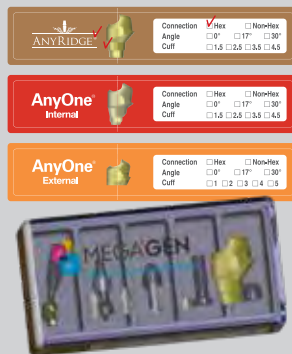 ANYRIDGE®
Connection ☑Hex ☐Non-Hex
Angle ☐0° ☐17° ☐30°
Cuff ☐1.5 ☐2.5 ☐3.5 ☐4.5
AnyOne®
Internal
Connection ☐Hex ☐Non-Hex
Angle ☐0° ☐17° ☐30°
Cuff ☐1.5 ☐2.5 ☐3.5 ☐4.5
AnyOne®
External
Connection ☐Hex ☐Non-Hex
Angle ☐0° ☐17° ☐30°
Cuff ☐1 ☐2 ☐3 ☐4 ☐5
MEGAGEN